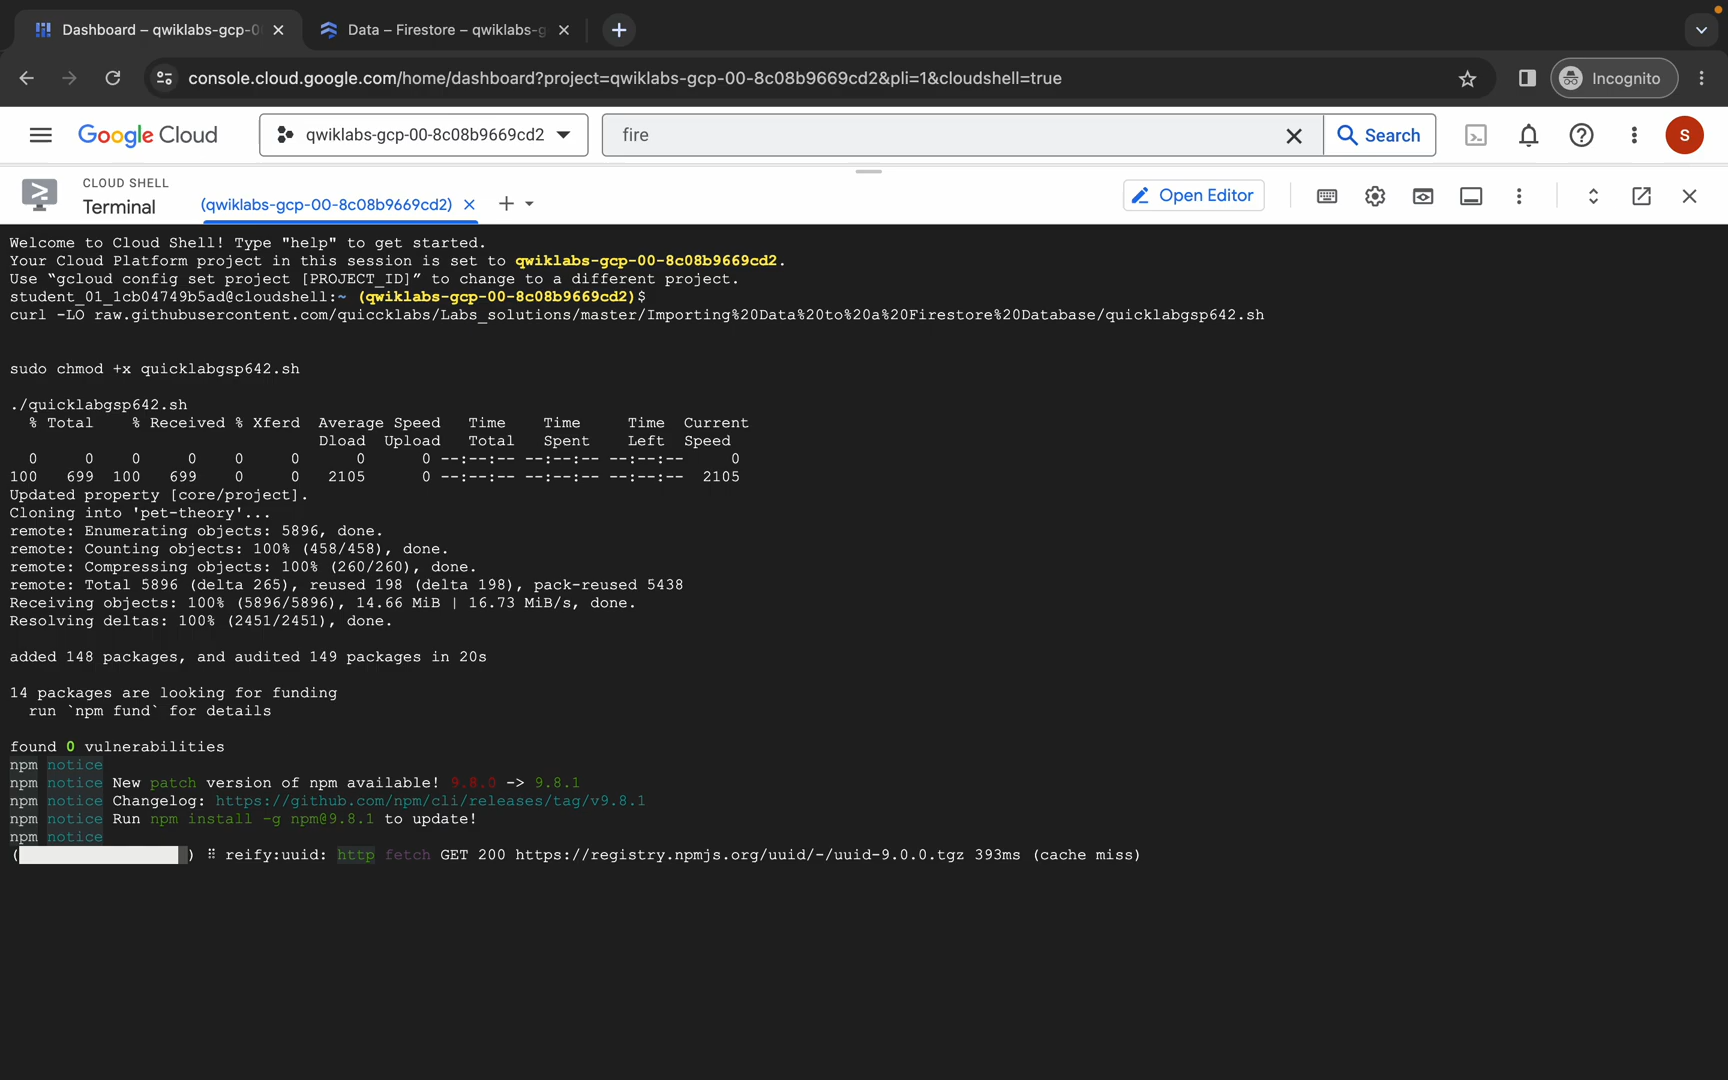 Dashboard – qwiklabs-gcp-0
Data – Firestore – qwiklabs-g
console.cloud.google.com/home/dashboard?project=qwiklabs-gcp-00-8c08b9669cd2&pli=1&cloudshell=true
Incognito
Google Cloud
qwiklabs-gcp-00-8c08b9669cd2
fire
Search
S
CLOUD SHELL
Terminal
(qwiklabs-gcp-00-8c08b9669cd2)
Open Editor
Welcome to Cloud Shell! Type "help" to get started.
Your Cloud Platform project in this session is set to qwiklabs-gcp-00-8c08b9669cd2.
Use “gcloud config set project [PROJECT_ID]” to change to a different project.
student_01_1cb04749b5ad@cloudshell:~ (qwiklabs-gcp-00-8c08b9669cd2)$
curl -LO raw.githubusercontent.com/quiccklabs/Labs_solutions/master/Importing%20Data%20to%20a%20Firestore%20Database/quicklabgsp642.sh
sudo chmod +x quicklabgsp642.sh
./quicklabgsp642.sh
% Total % Received % Xferd Average Speed Time Time Time Current
Dload Upload Total Spent Left Speed
0 0 0 0 0 0 0 0 --:--:-- --:--:-- --:--:-- 0
100 699 100 699 0 0 2105 0 --:--:-- --:--:-- --:--:-- 2105
Updated property [core/project].
Cloning into 'pet-theory'...
remote: Enumerating objects: 5896, done.
remote: Counting objects: 100% (458/458), done.
remote: Compressing objects: 100% (260/260), done.
remote: Total 5896 (delta 265), reused 198 (delta 198), pack-reused 5438
Receiving objects: 100% (5896/5896), 14.66 MiB | 16.73 MiB/s, done.
Resolving deltas: 100% (2451/2451), done.
added 148 packages, and audited 149 packages in 20s
14 packages are looking for funding
run `npm fund` for details
found 0 vulnerabilities
npm notice
npm notice New patch version of npm available! 9.8.0 -> 9.8.1
npm notice Changelog: https://github.com/npm/cli/releases/tag/v9.8.1
npm notice Run npm install -g npm@9.8.1 to update!
npm notice
( ) ⠿ reify:uuid: http fetch GET 200 https://registry.npmjs.org/uuid/-/uuid-9.0.0.tgz 393ms (cache miss)